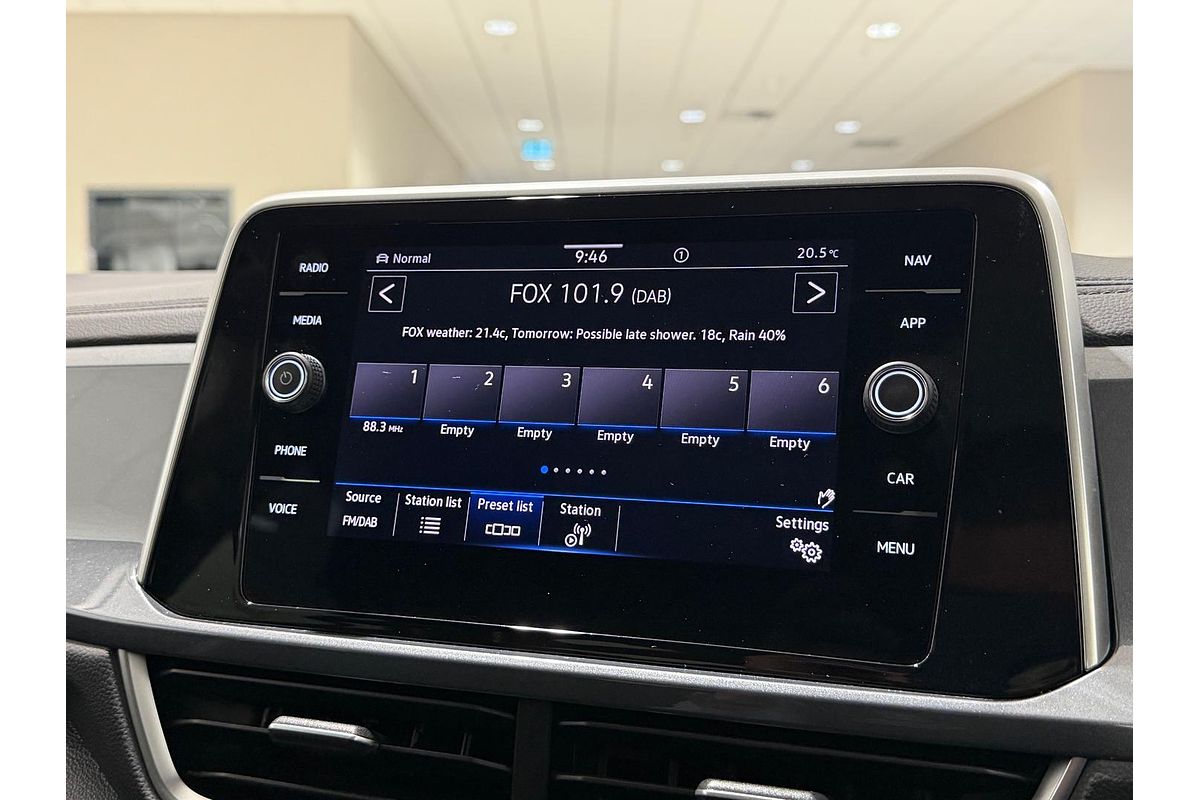 RADIO
MEDIA
PHONE
VOICE
Normal
9:46
1
20.5°C
<
FOX 101.9 (DAB)
>
FOX weather: 21.4c, Tomorrow: Possible late shower. 18c, Rain 40%
1 2 3 4 5 6
88.3 MHz Empty Empty Empty Empty Empty
Source Station list Preset list Station Settings
FM/DAB
NAV
APP
CAR
MENU